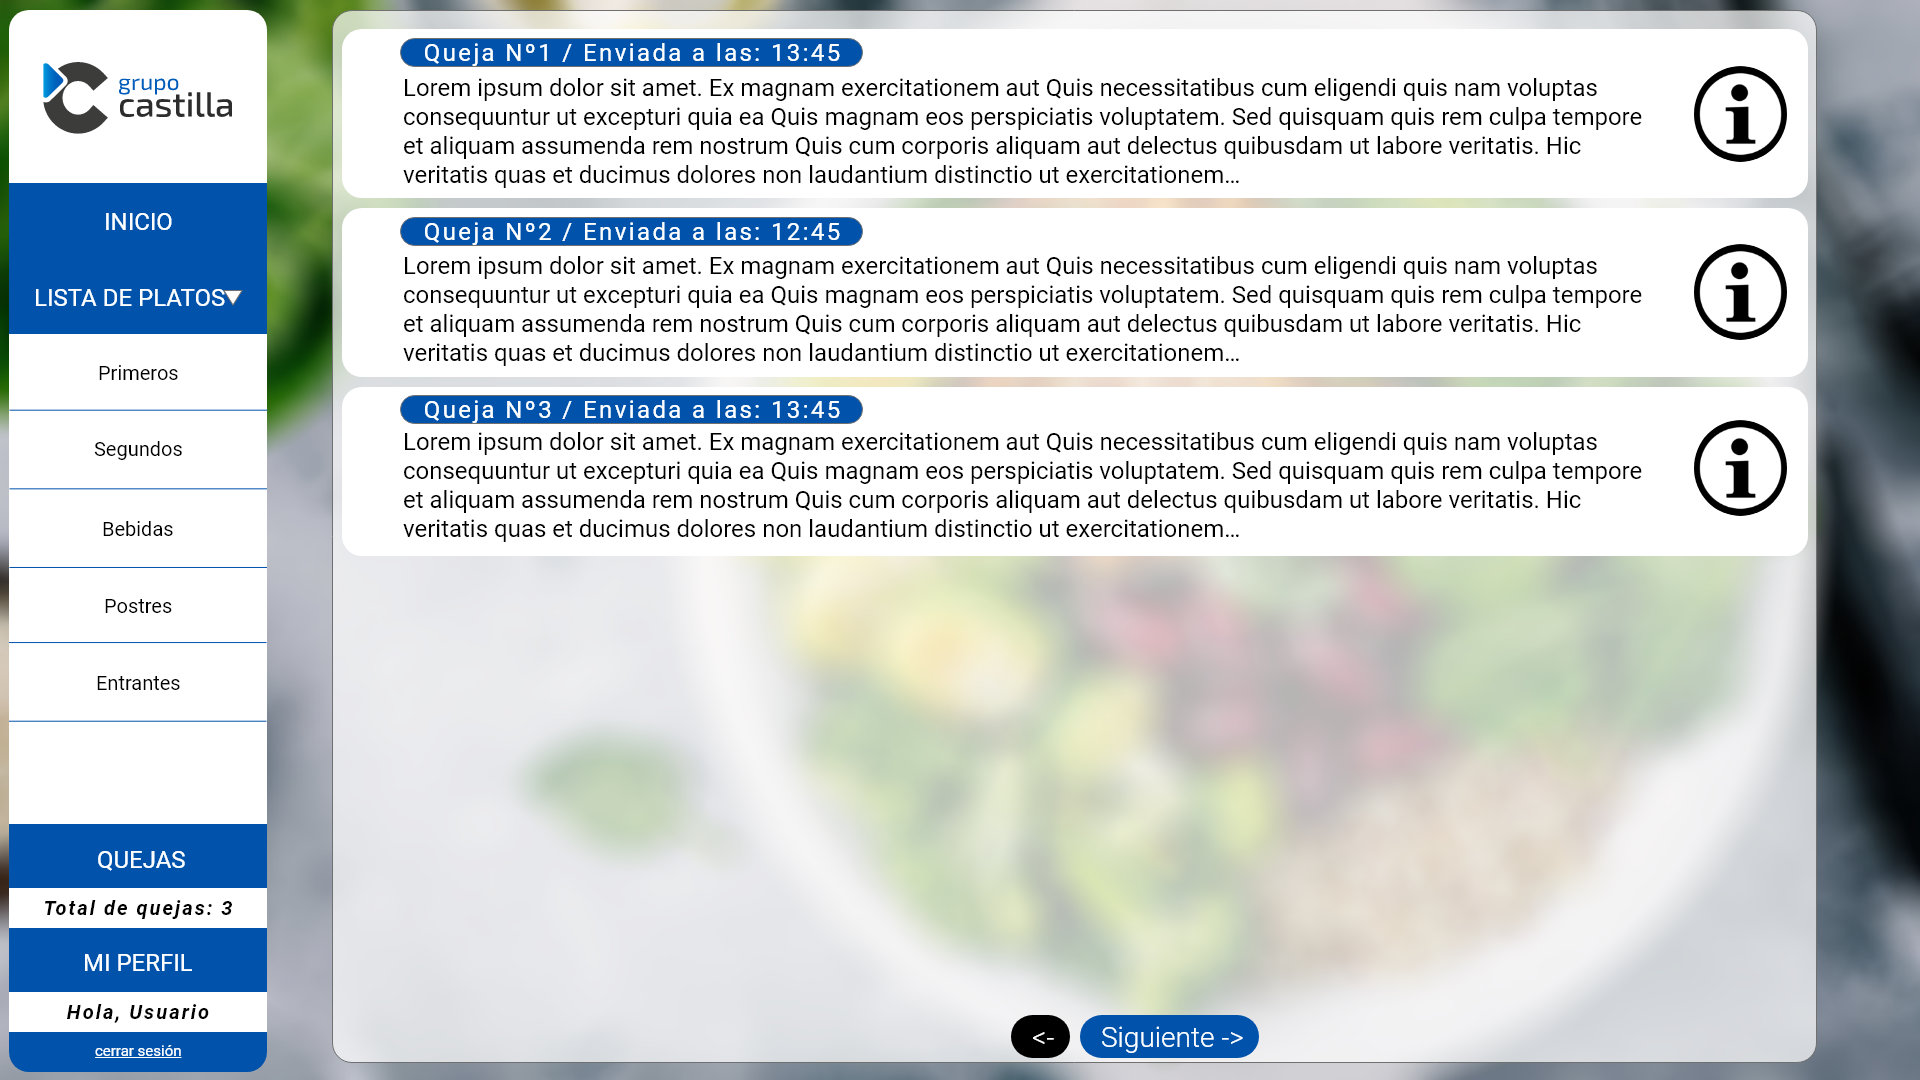 grupo
castilla
INICIO
LISTA DE PLATOS
Primeros
Segundos
Bebidas
Postres
Entrantes
QUEJAS
Total de quejas: 3
MI PERFIL
Hola, Usuario
cerrar sesión
Queja Nº1 / Enviada a las: 13:45
Lorem ipsum dolor sit amet. Ex magnam exercitationem aut Quis necessitatibus cum eligendi quis nam voluptas
consequuntur ut excepturi quia ea Quis magnam eos perspiciatis voluptatem. Sed quisquam quis rem culpa tempore
et aliquam assumenda rem nostrum Quis cum corporis aliquam aut delectus quibusdam ut labore veritatis. Hic
veritatis quas et ducimus dolores non laudantium distinctio ut exercitationem...
Queja Nº2 / Enviada a las: 12:45
Lorem ipsum dolor sit amet. Ex magnam exercitationem aut Quis necessitatibus cum eligendi quis nam voluptas
consequuntur ut excepturi quia ea Quis magnam eos perspiciatis voluptatem. Sed quisquam quis rem culpa tempore
et aliquam assumenda rem nostrum Quis cum corporis aliquam aut delectus quibusdam ut labore veritatis. Hic
veritatis quas et ducimus dolores non laudantium distinctio ut exercitationem...
Queja Nº3 / Enviada a las: 13:45
Lorem ipsum dolor sit amet. Ex magnam exercitationem aut Quis necessitatibus cum eligendi quis nam voluptas
consequuntur ut excepturi quia ea Quis magnam eos perspiciatis voluptatem. Sed quisquam quis rem culpa tempore
et aliquam assumenda rem nostrum Quis cum corporis aliquam aut delectus quibusdam ut labore veritatis. Hic
veritatis quas et ducimus dolores non laudantium distinctio ut exercitationem...
<- Siguiente ->